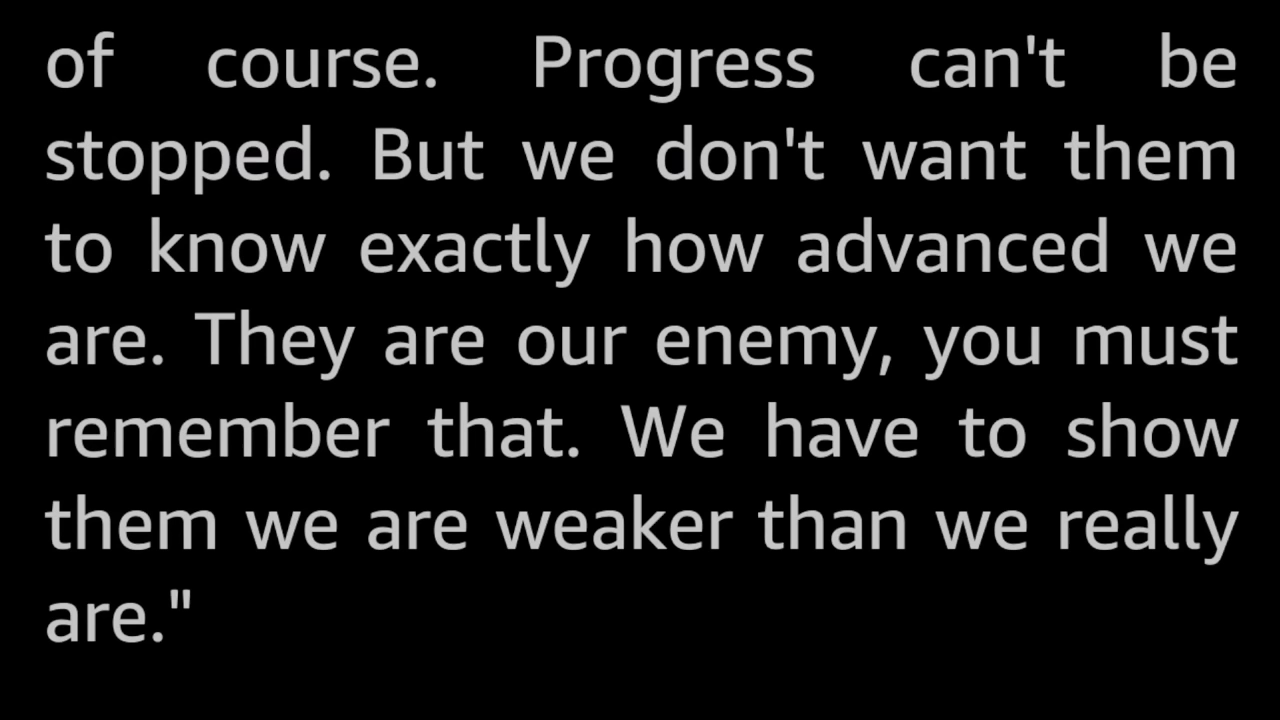 of course. Progress can't be
stopped. But we don't want them
to know exactly how advanced we
are. They are our enemy, you must
remember that. We have to show
them we are weaker than we really
are."